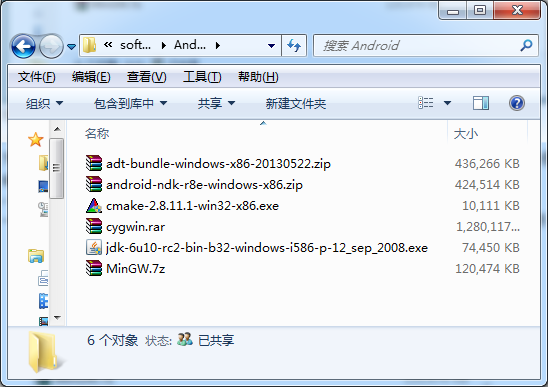 « soft... ▸ And... ▸
搜索 Android
文件(F) 编辑(E) 查看(V) 工具(T) 帮助(H)
组织 包含到库中 共享 新建文件夹
名称 大小
adt-bundle-windows-x86-20130522.zip 436,266 KB
android-ndk-r8e-windows-x86.zip 424,514 KB
cmake-2.8.11.1-win32-x86.exe 10,111 KB
cygwin.rar 1,280,117...
jdk-6u10-rc2-bin-b32-windows-i586-p-12_sep_2008.exe 74,450 KB
MinGW.7z 120,474 KB
6 个对象 状态: 已共享